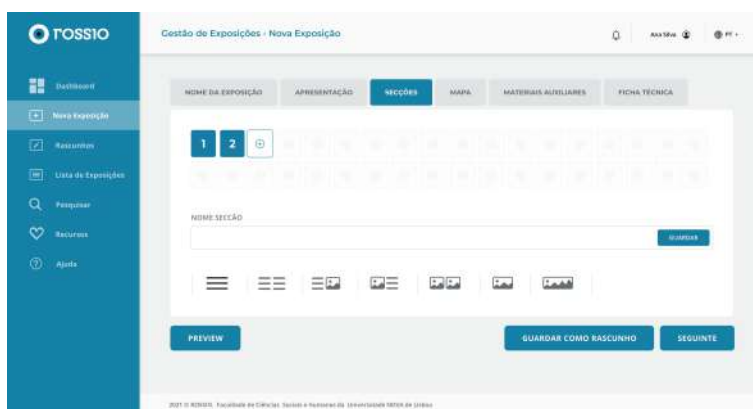 rossio
Gestão de Exposições › Nova Exposição
Ana Silva
PT
Dashboard
Nova Exposição
Rascunhos
Lista de Exposições
Pesquisar
Recursos
Ajuda
NOME DA EXPOSIÇÃO
APRESENTAÇÃO
SECÇÕES
MAPA
MATERIAIS AUXILIARES
FICHA TÉCNICA
1 2
NOME SECÇÃO
GUARDAR
PREVIEW
GUARDAR COMO RASCUNHO
SEGUINTE
2021 © ROSSIO. Faculdade de Ciências Sociais e Humanas da Universidade NOVA de Lisboa